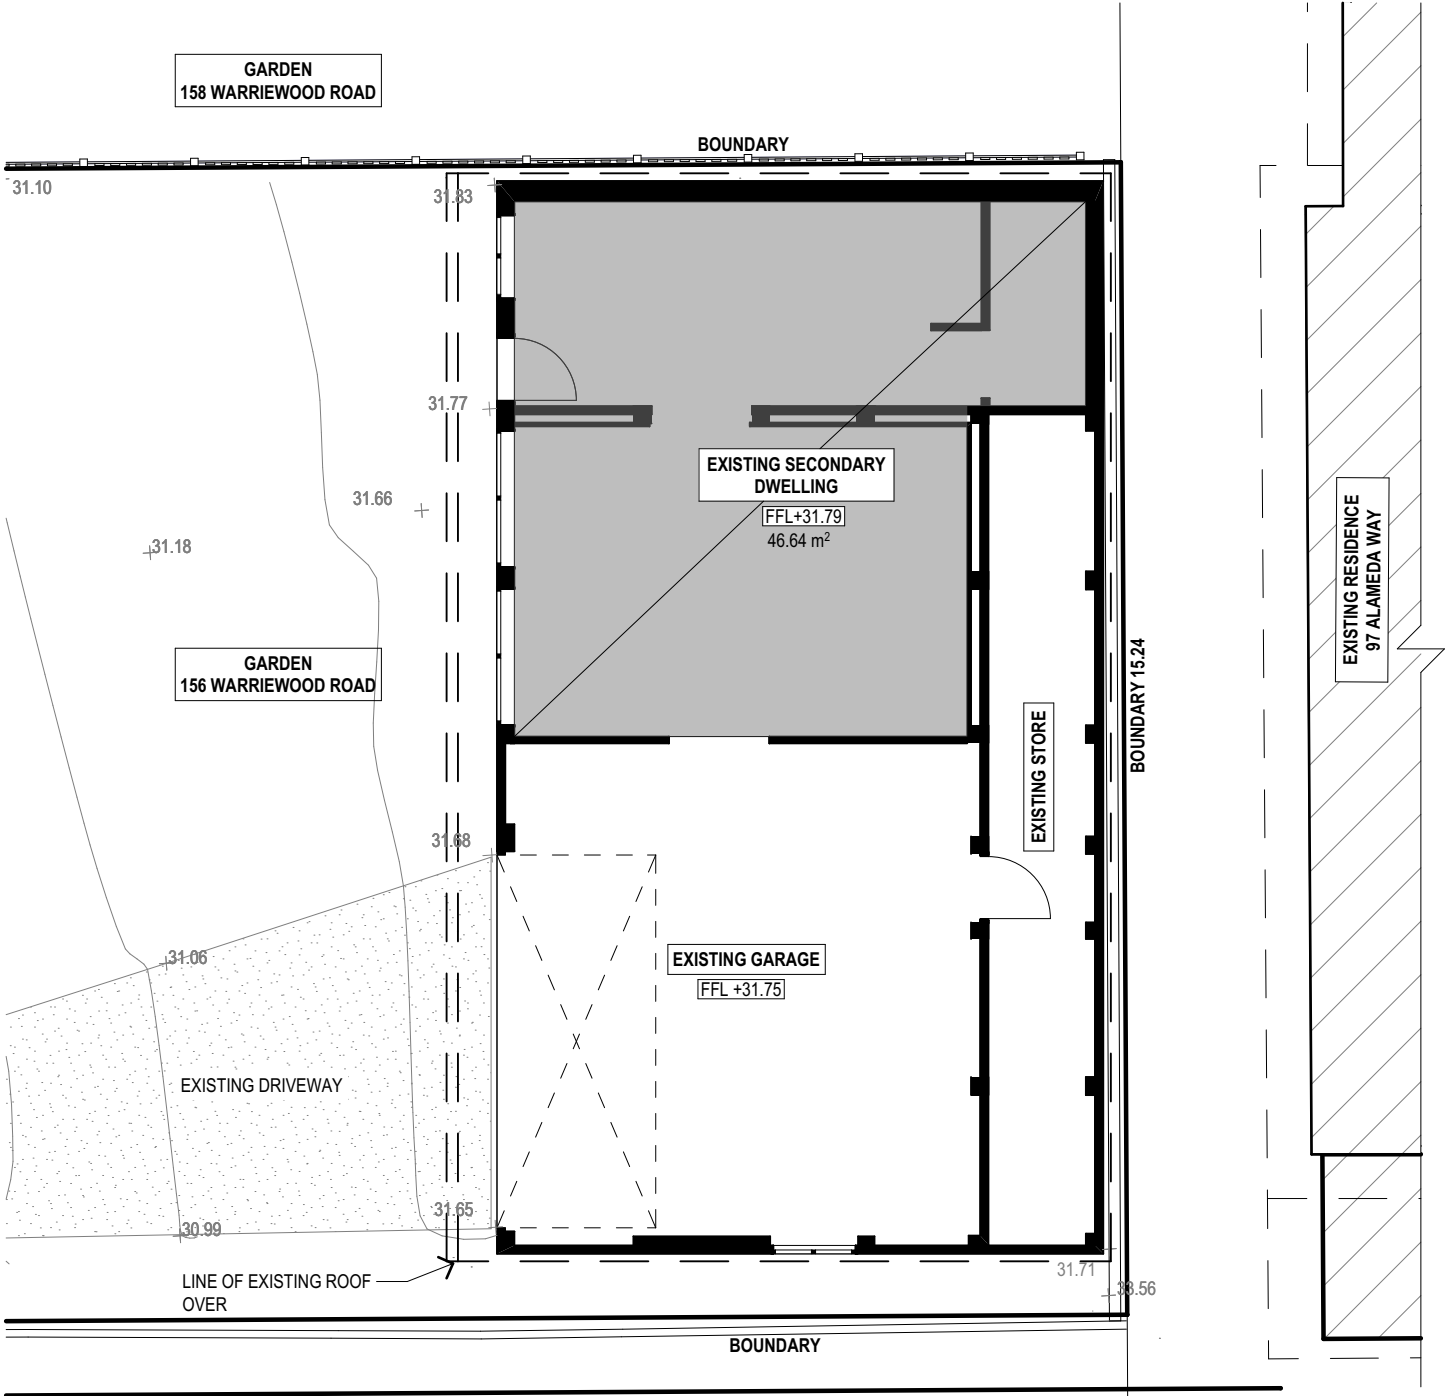 GARDEN
158 WARRIEWOOD ROAD
BOUNDARY
31.10
31.83
31.77
31.66
31.18
EXISTING SECONDARY
DWELLING
FFL+31.79
46.64 m²
GARDEN
156 WARRIEWOOD ROAD
EXISTING RESIDENCE
97 ALAMEDA WAY
BOUNDARY 15.24
EXISTING STORE
31.68
31.06
EXISTING GARAGE
FFL +31.75
EXISTING DRIVEWAY
31.65
30.99
31.71
33.56
LINE OF EXISTING ROOF
OVER
BOUNDARY